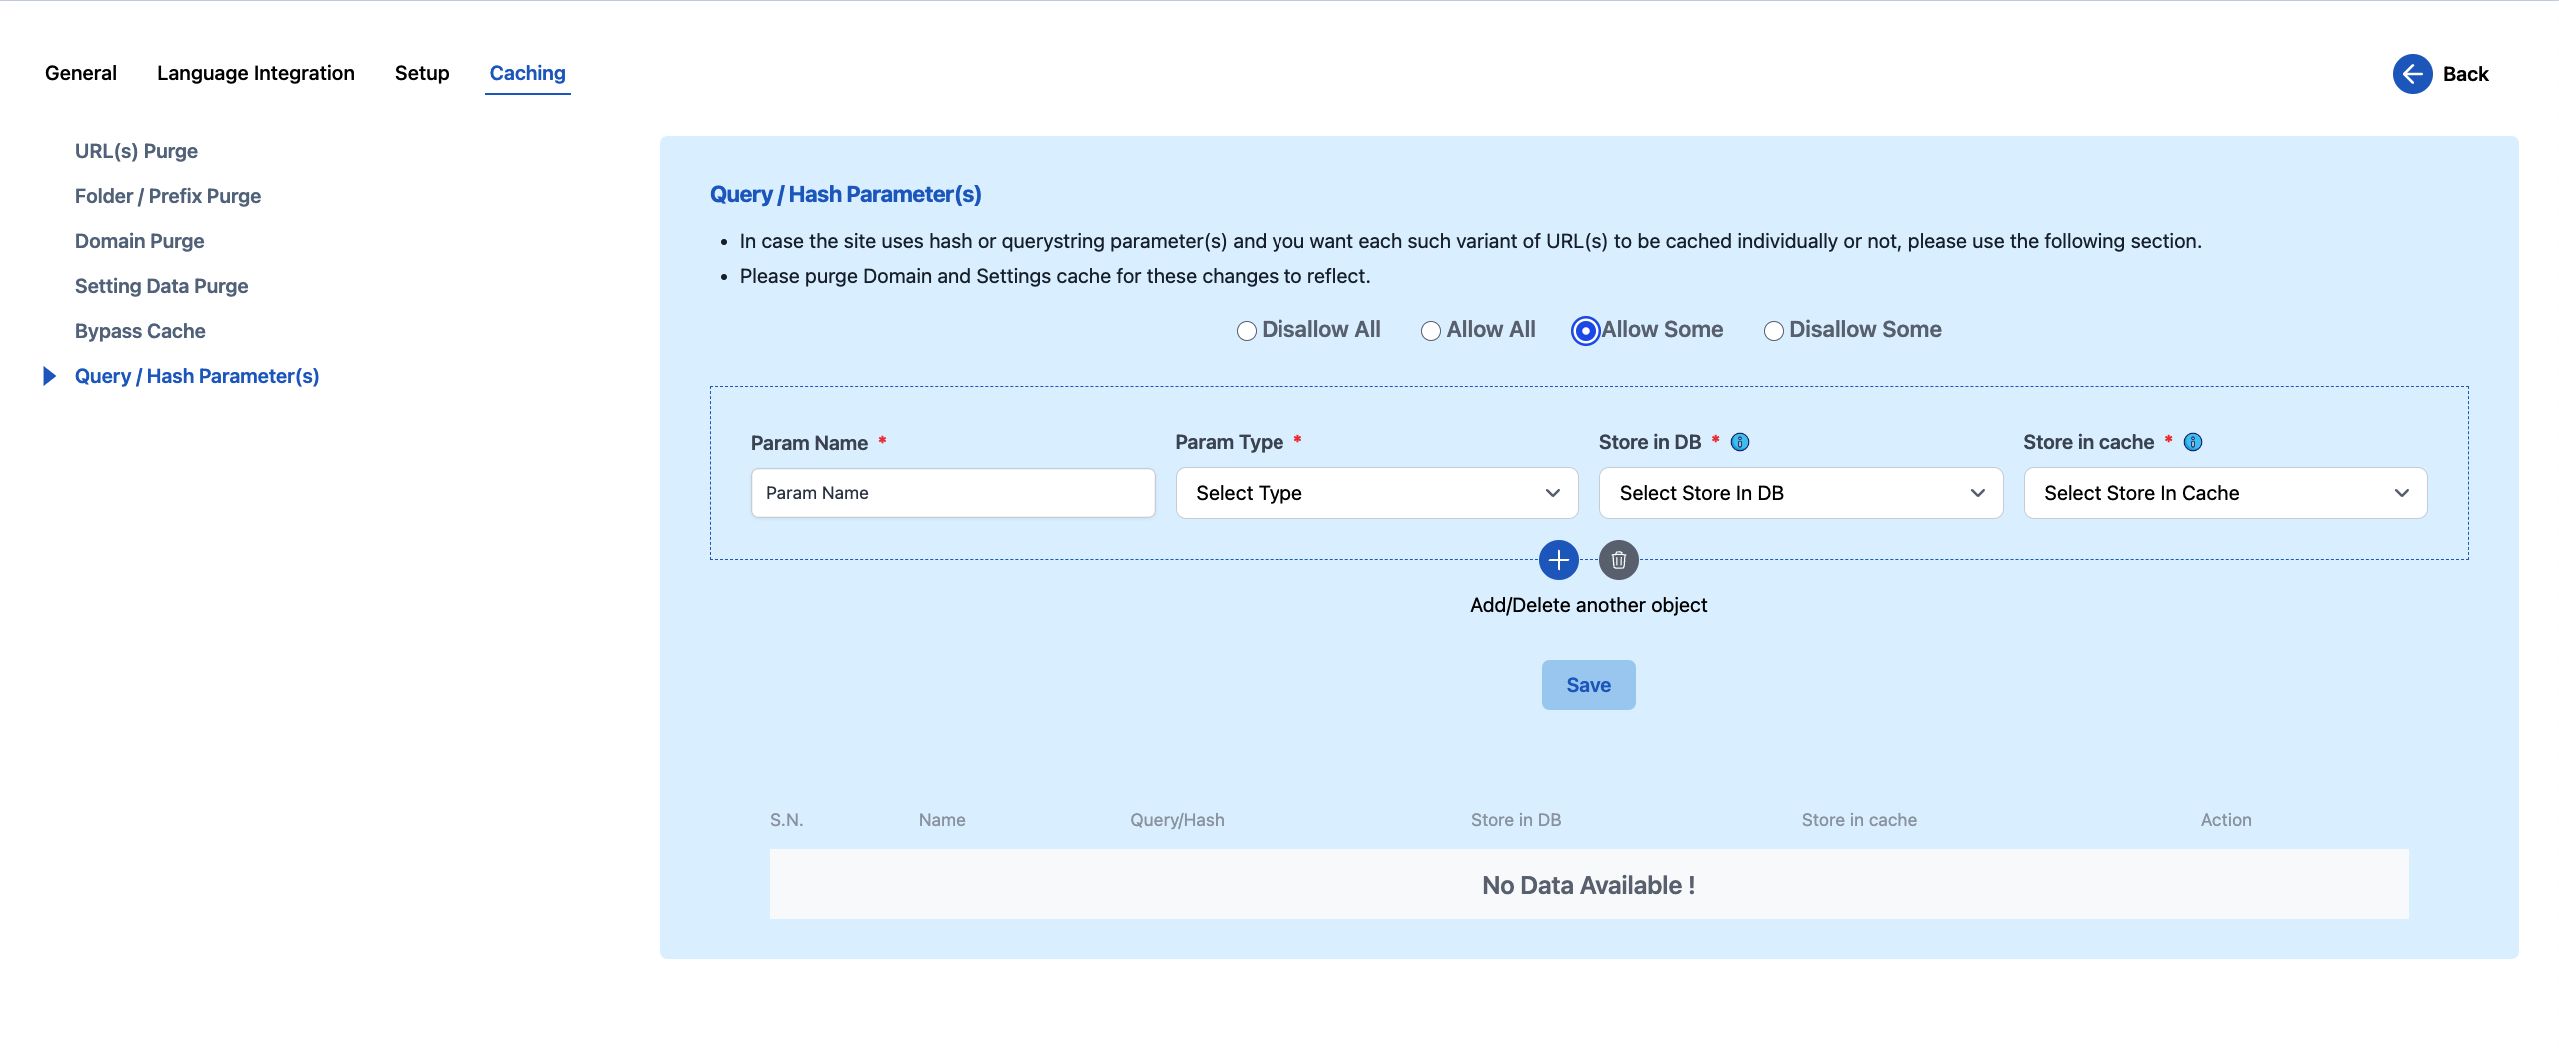 General Language Integration Setup Caching Back
URL(s) Purge
Folder / Prefix Purge
Domain Purge
Setting Data Purge
Bypass Cache
Query / Hash Parameter(s)
Query / Hash Parameter(s)
• In case the site uses hash or querystring parameter(s) and you want each such variant of URL(s) to be cached individually or not, please use the following section.
• Please purge Domain and Settings cache for these changes to reflect.
Disallow All Allow All Allow Some Disallow Some
Param Name * Param Type * Store in DB * Store in cache *
Param Name Select Type Select Store In DB Select Store In Cache
Add/Delete another object
Save
S.N. Name Query/Hash Store in DB Store in cache Action
No Data Available !